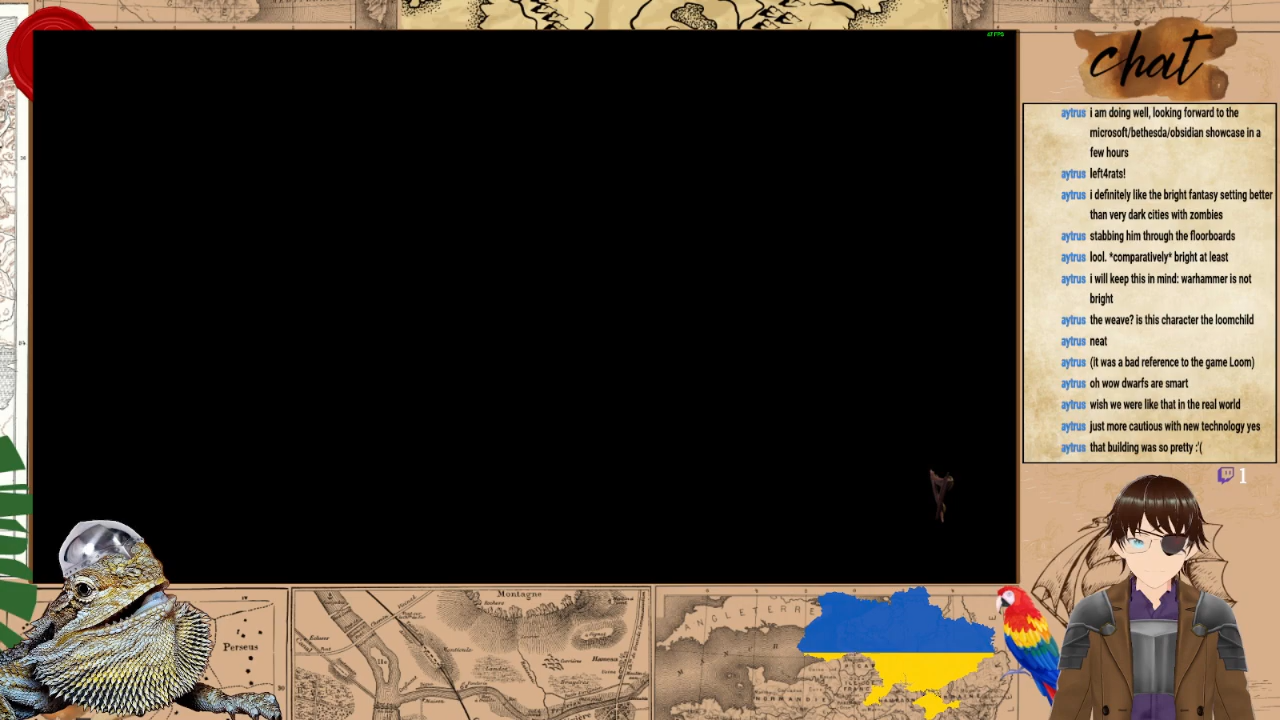 47 FPS
chat
aytrus i am doing well, looking forward to the
microsoft/bethesda/obsidian showcase in a
few hours
aytrus left4rats!
aytrus i definitely like the bright fantasy setting better
than very dark cities with zombies
aytrus stabbing him through the floorboards
aytrus lool. *comparatively* bright at least
aytrus i will keep this in mind: warhammer is not
bright
aytrus the weave? is this character the loomchild
aytrus neat
aytrus (it was a bad reference to the game Loom)
aytrus oh wow dwarfs are smart
aytrus wish we were like that in the real world
aytrus just more cautious with new technology yes
aytrus that building was so pretty :'(
1
Montagne
Perseus
ANGLETERRE